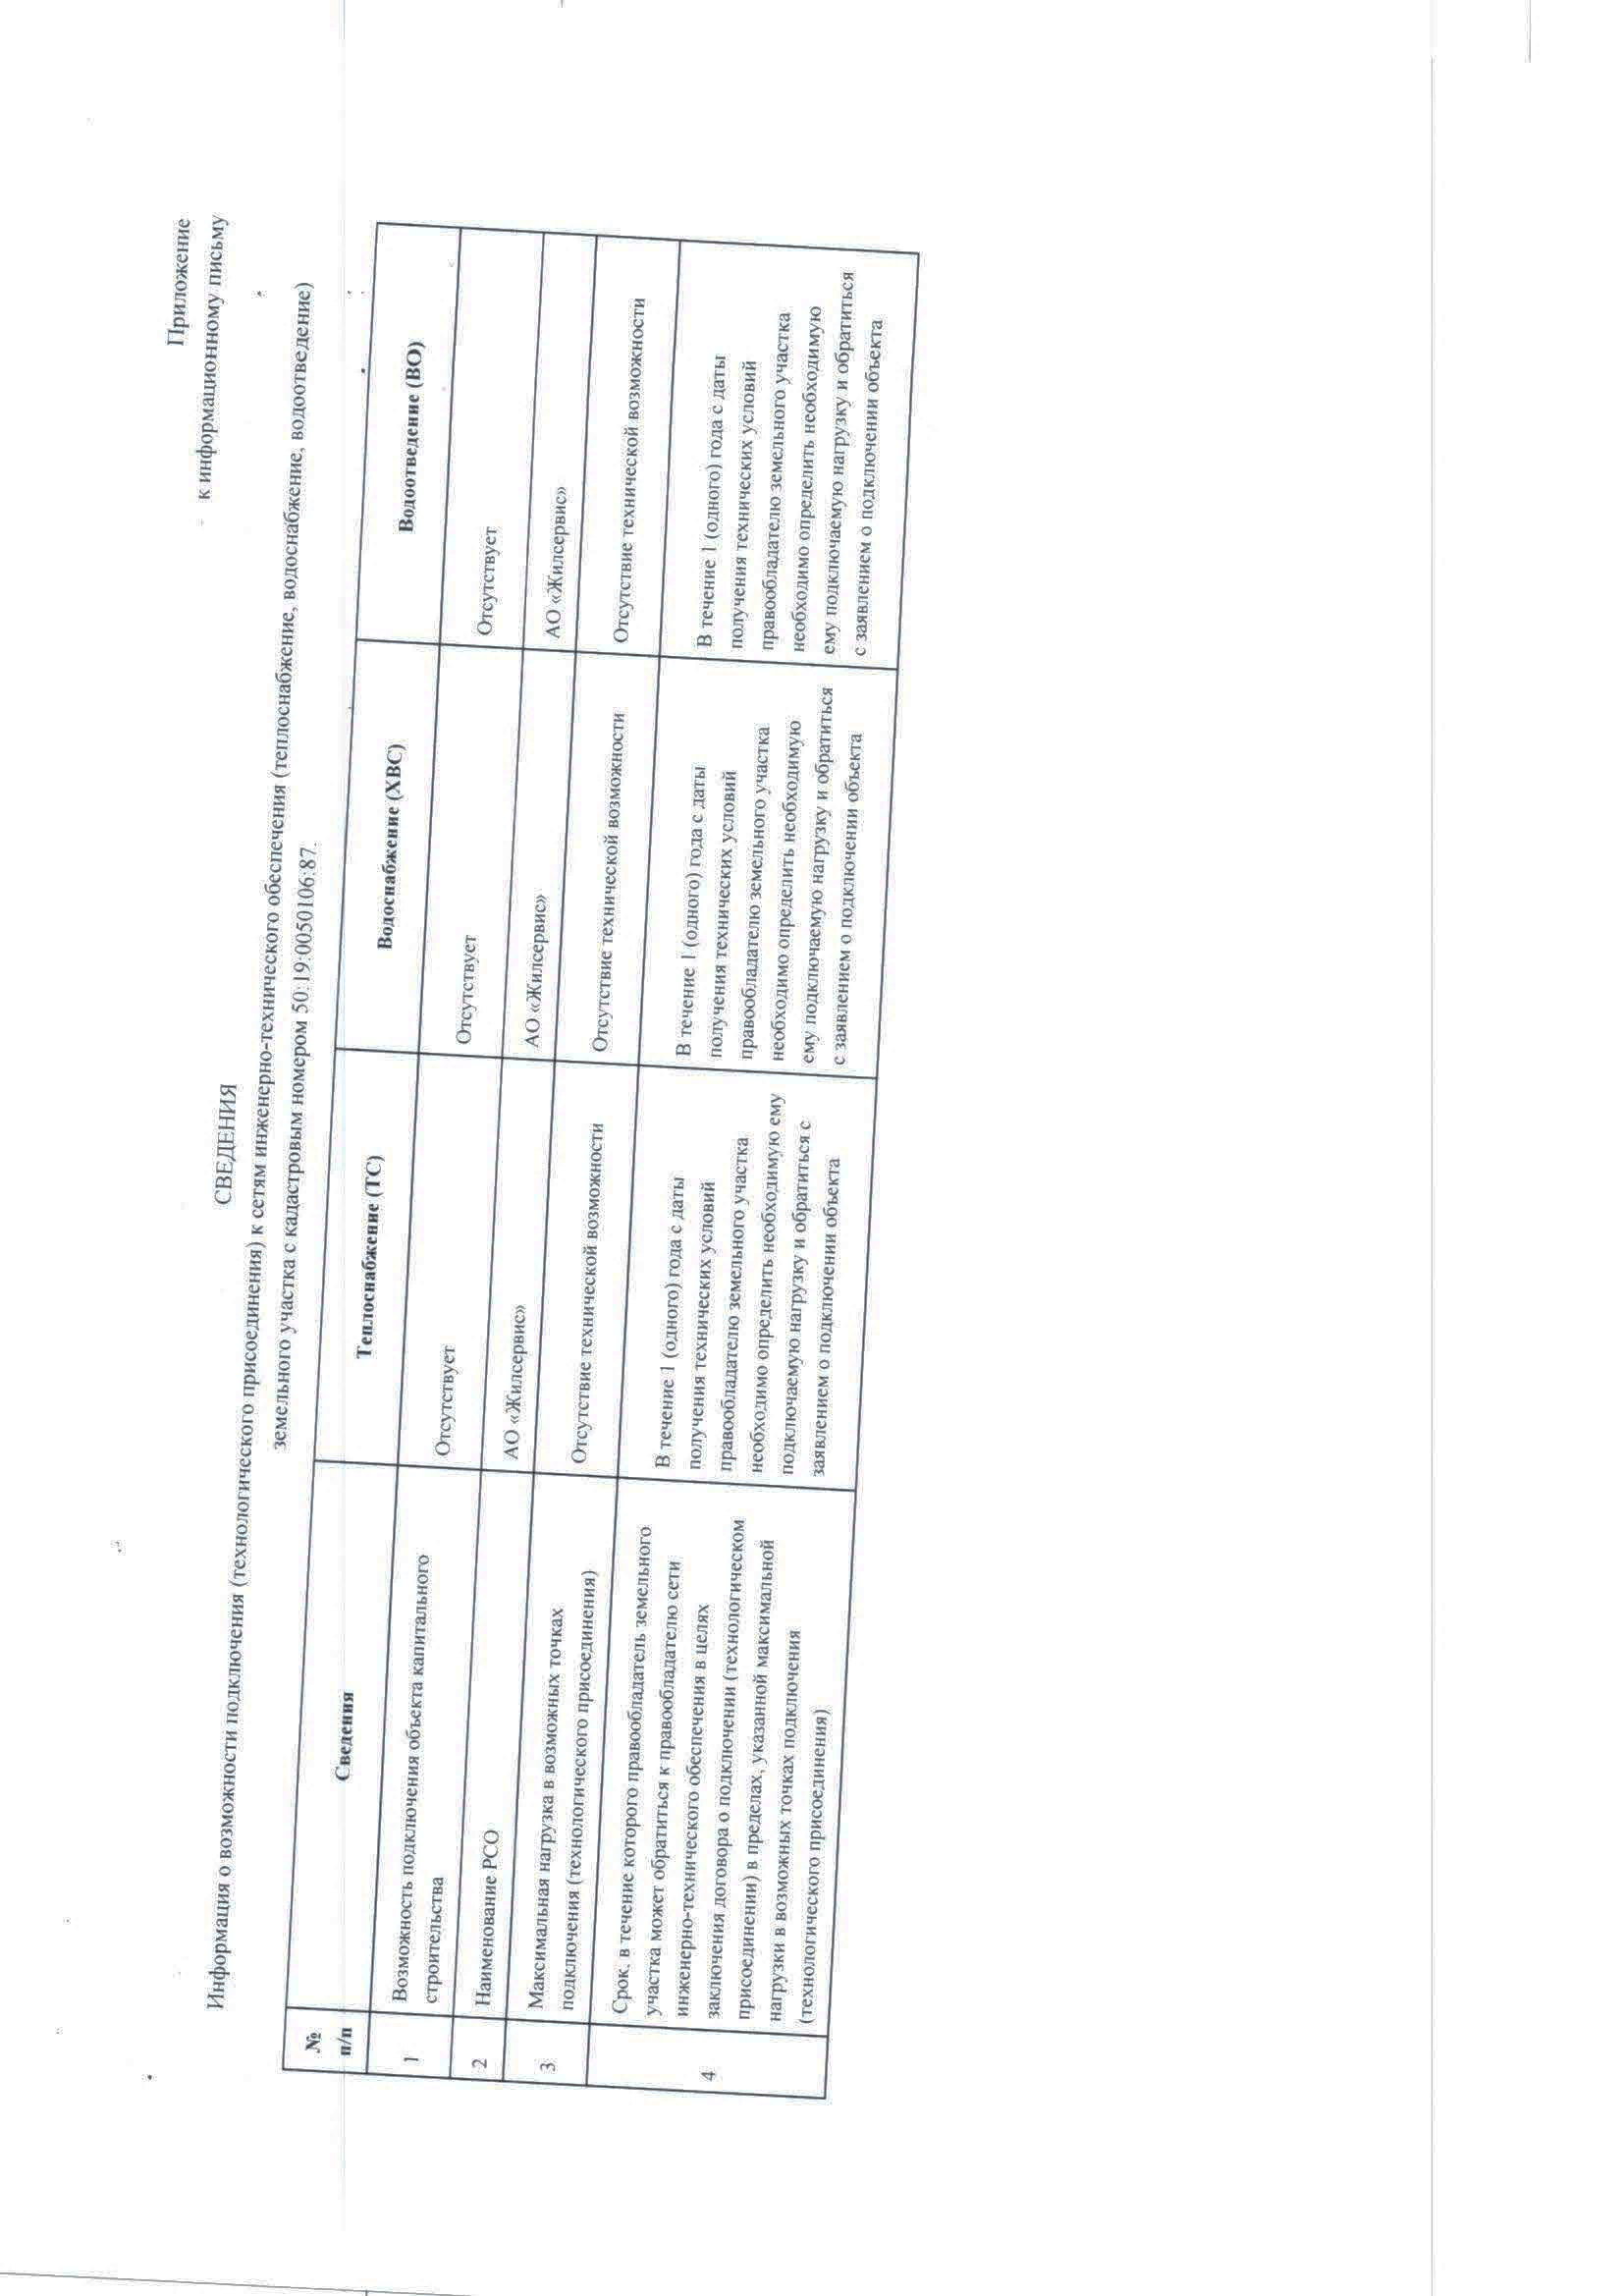 Приложение
к информационному письму
СВЕДЕНИЯ
Информация о возможности подключения (технологического присоединения) к сетям инженерно-технического обеспечения (теплоснабжение, водоснабжение, водоотведение)
земельного участка с кадастровым номером 50:19:0050106:87.
№
п/п
Сведения
Теплоснабжение (ТС)
Водоснабжение (ХВС)
Водоотведение (ВО)
1
Возможность подключения объекта капитального
строительства
Отсутствует
Отсутствует
Отсутствует
2
Наименование РСО
АО «Жилсервис»
АО «Жилсервис»
АО «Жилсервис»
3
Максимальная нагрузка в возможных точках
подключения (технологического присоединения)
Отсутствие технической возможности
Отсутствие технической возможности
Отсутствие технической возможности
4
Срок, в течение которого правообладатель земельного
участка может обратиться к правообладателю сети
инженерно-технического обеспечения в целях
заключения договора о подключении (технологическом
присоединении) в пределах, указанной максимальной
нагрузки в возможных точках подключения
(технологического присоединения)
В течение 1 (одного) года с даты
получения технических условий
правообладателю земельного участка
необходимо определить необходимую ему
подключаемую нагрузку и обратиться с
заявлением о подключении объекта
В течение 1 (одного) года с даты
получения технических условий
правообладателю земельного участка
необходимо определить необходимую
ему подключаемую нагрузку и обратиться
с заявлением о подключении объекта
В течение 1 (одного) года с даты
получения технических условий
правообладателю земельного участка
необходимо определить необходимую
ему подключаемую нагрузку и обратиться
с заявлением о подключении объекта